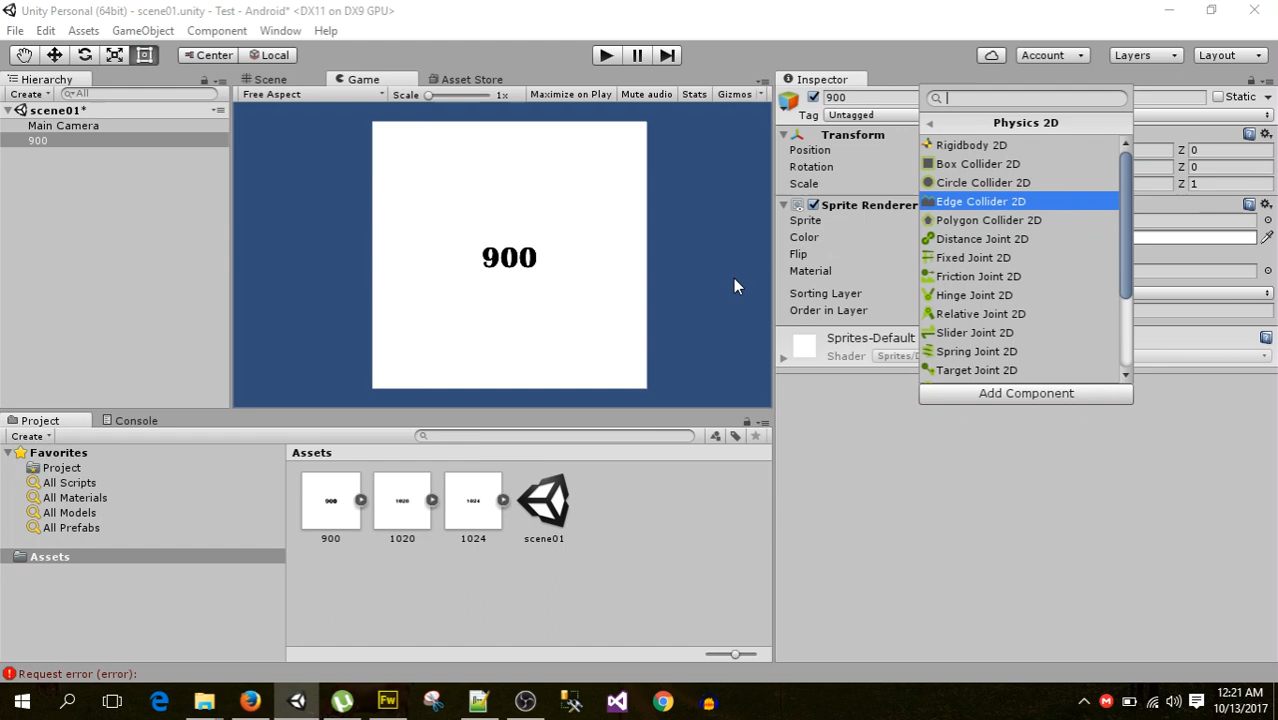 Unity Personal (64bit) - scene01.unity - Test - Android* <DX11 on DX9 GPU>
File Edit Assets GameObject Component Window Help
Center Local Account Layers Layout
Hierarchy Scene Game Asset Store Inspector
Create All Free Aspect Scale 1x Maximize on Play Mute audio Stats Gizmos 900 Static
scene01*
Main Camera
900
Tag Untagged
Transform
Position Z 0
Rotation Z 0
Scale Z 1
Sprite Renderer
Sprite
Color
Flip
Material
Sorting Layer
Order in Layer
Sprites-Default
Shader Sprites/D
Physics 2D
Rigidbody 2D
Box Collider 2D
Circle Collider 2D
Edge Collider 2D
Polygon Collider 2D
Distance Joint 2D
Fixed Joint 2D
Friction Joint 2D
Hinge Joint 2D
Relative Joint 2D
Slider Joint 2D
Spring Joint 2D
Target Joint 2D
Add Component
900
Project Console
Create
Favorites
Project
All Scripts
All Materials
All Models
All Prefabs
Assets
Assets
900 1020 1024
900 1020 1024 scene01
Request error (error):
Fw
12:21 AM
10/13/2017